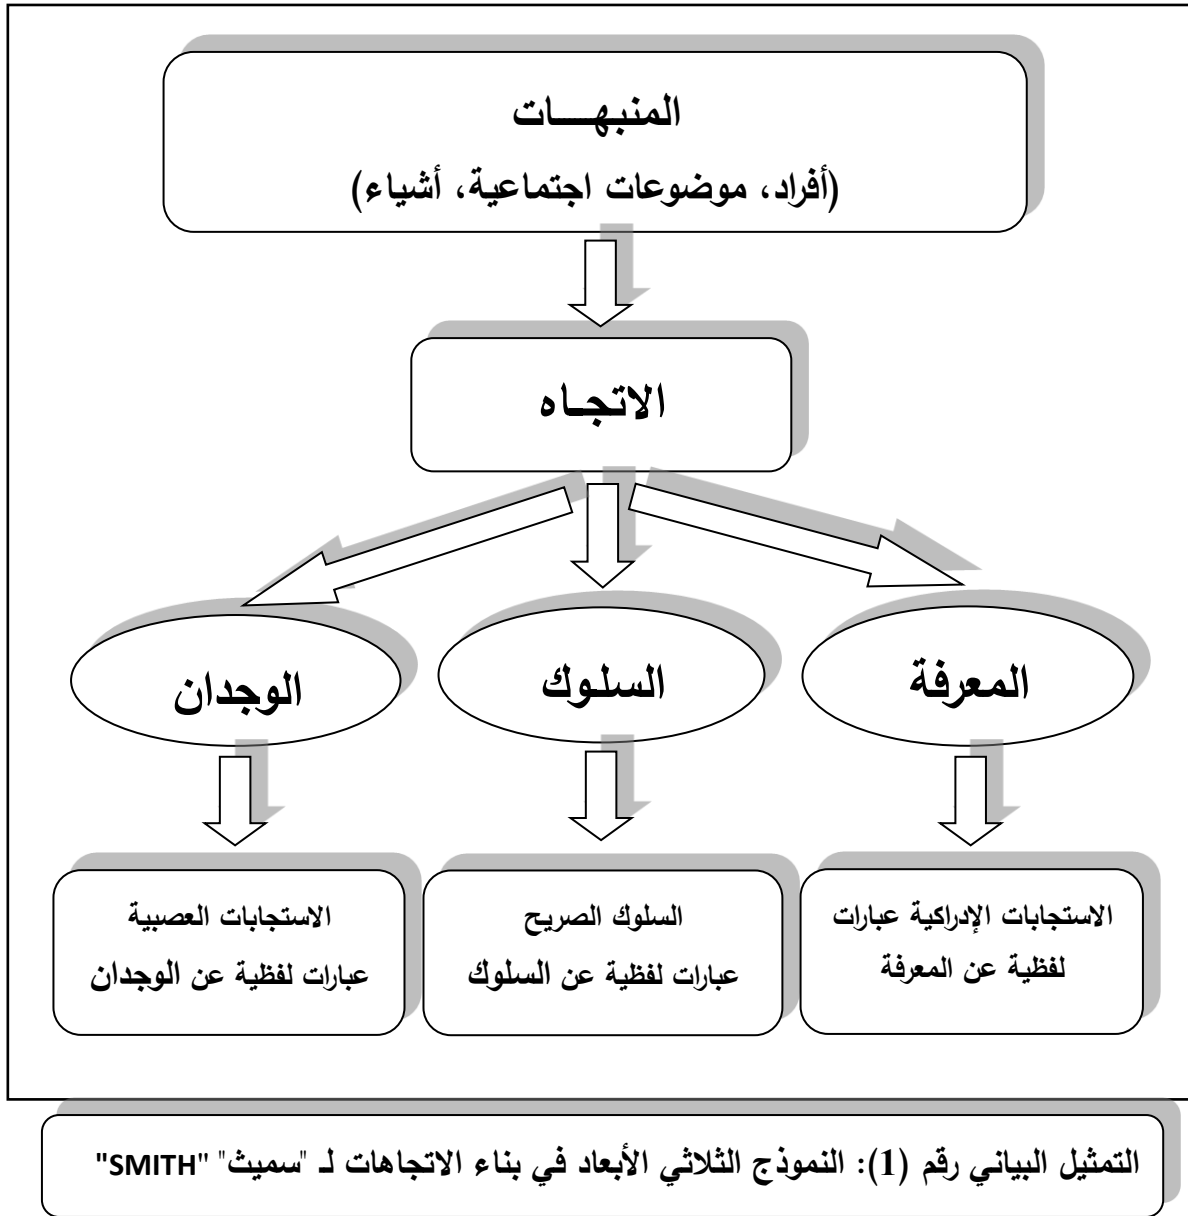 المنبهـــات
(أفراد، موضوعات اجتماعية، أشياء)
الاتجـاه
المعرفة
السلوك
الوجدان
الاستجابات الإدراكية عبارات
لفظية عن المعرفة
السلوك الصريح
عبارات لفظية عن السلوك
الاستجابات العصبية
عبارات لفظية عن الوجدان
التمثيل البياني رقم (1): النموذج الثلاثي الأبعاد في بناء الاتجاهات لـ "سميث" "SMITH"